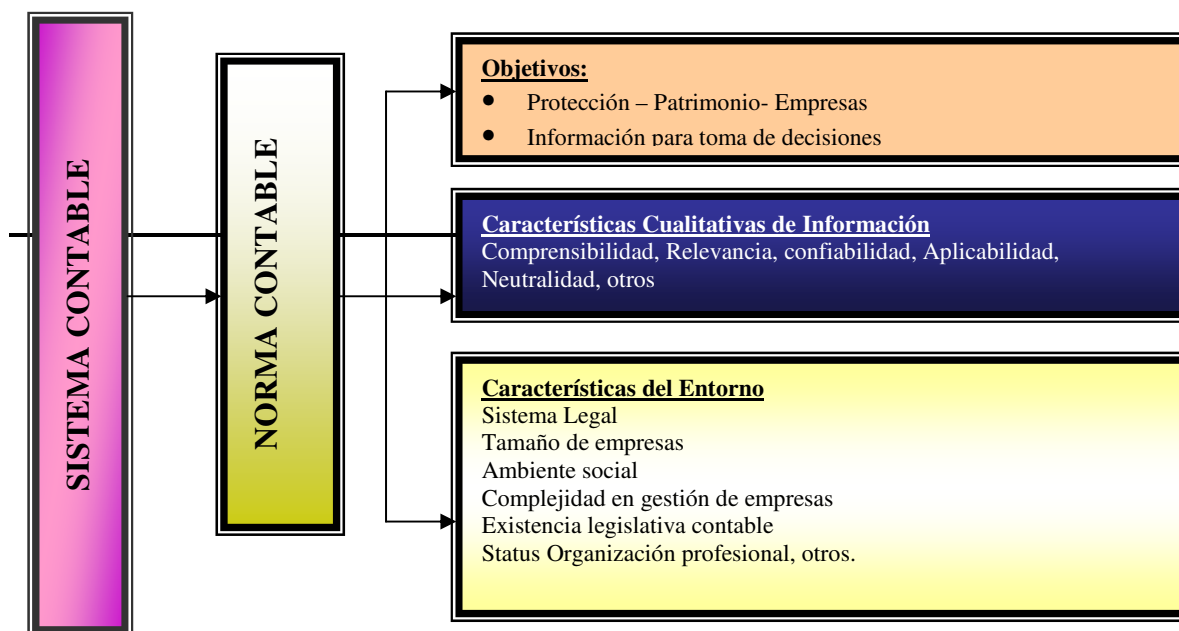 SISTEMA CONTABLE
NORMA CONTABLE
Objetivos:
• Protección – Patrimonio- Empresas
• Información para toma de decisiones
Características Cualitativas de Información
Comprensibilidad, Relevancia, confiabilidad, Aplicabilidad,
Neutralidad, otros
Características del Entorno
Sistema Legal
Tamaño de empresas
Ambiente social
Complejidad en gestión de empresas
Existencia legislativa contable
Status Organización profesional, otros.